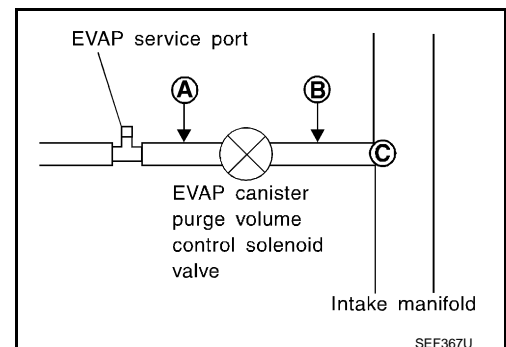 EVAP service port
A
B
C
EVAP canister
purge volume
control solenoid
valve
Intake manifold
SEF367U